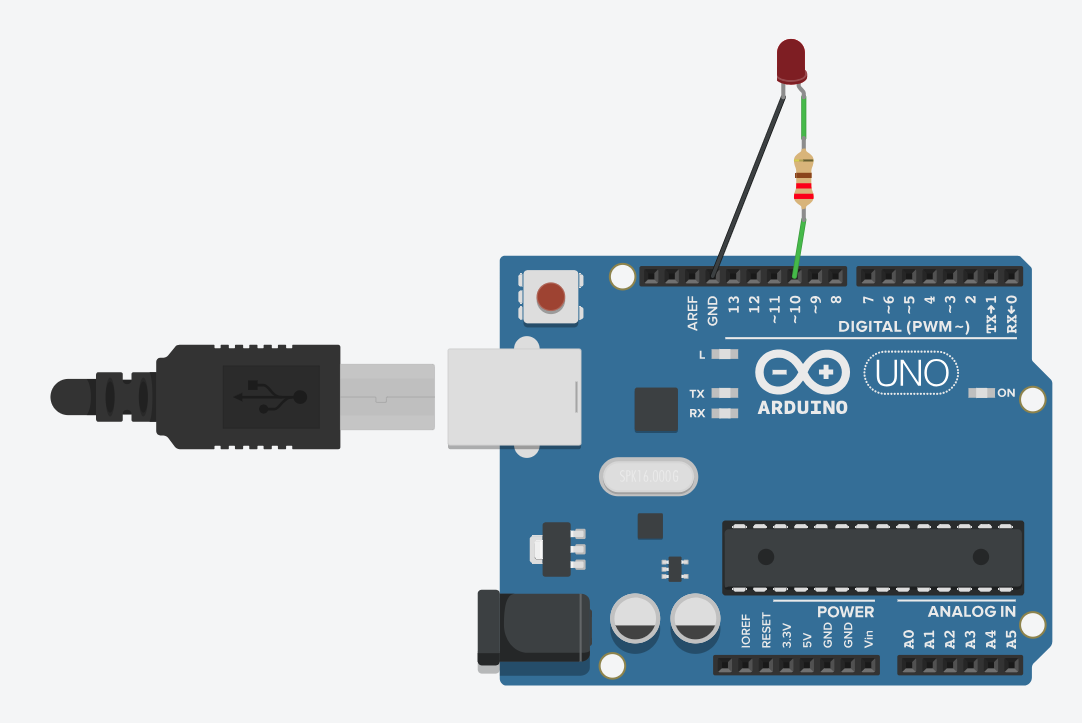 AREF
GND
13
12
~11
~10
~9
8
7
~6
~5
4
~3
2
TX→1
RX←0
DIGITAL (PWM~)
L
TX
RX
ARDUINO
UNO
ON
SPK16.000G
POWER
ANALOG IN
IOREF
RESET
3.3V
5V
GND
GND
Vin
A0
A1
A2
A3
A4
A5